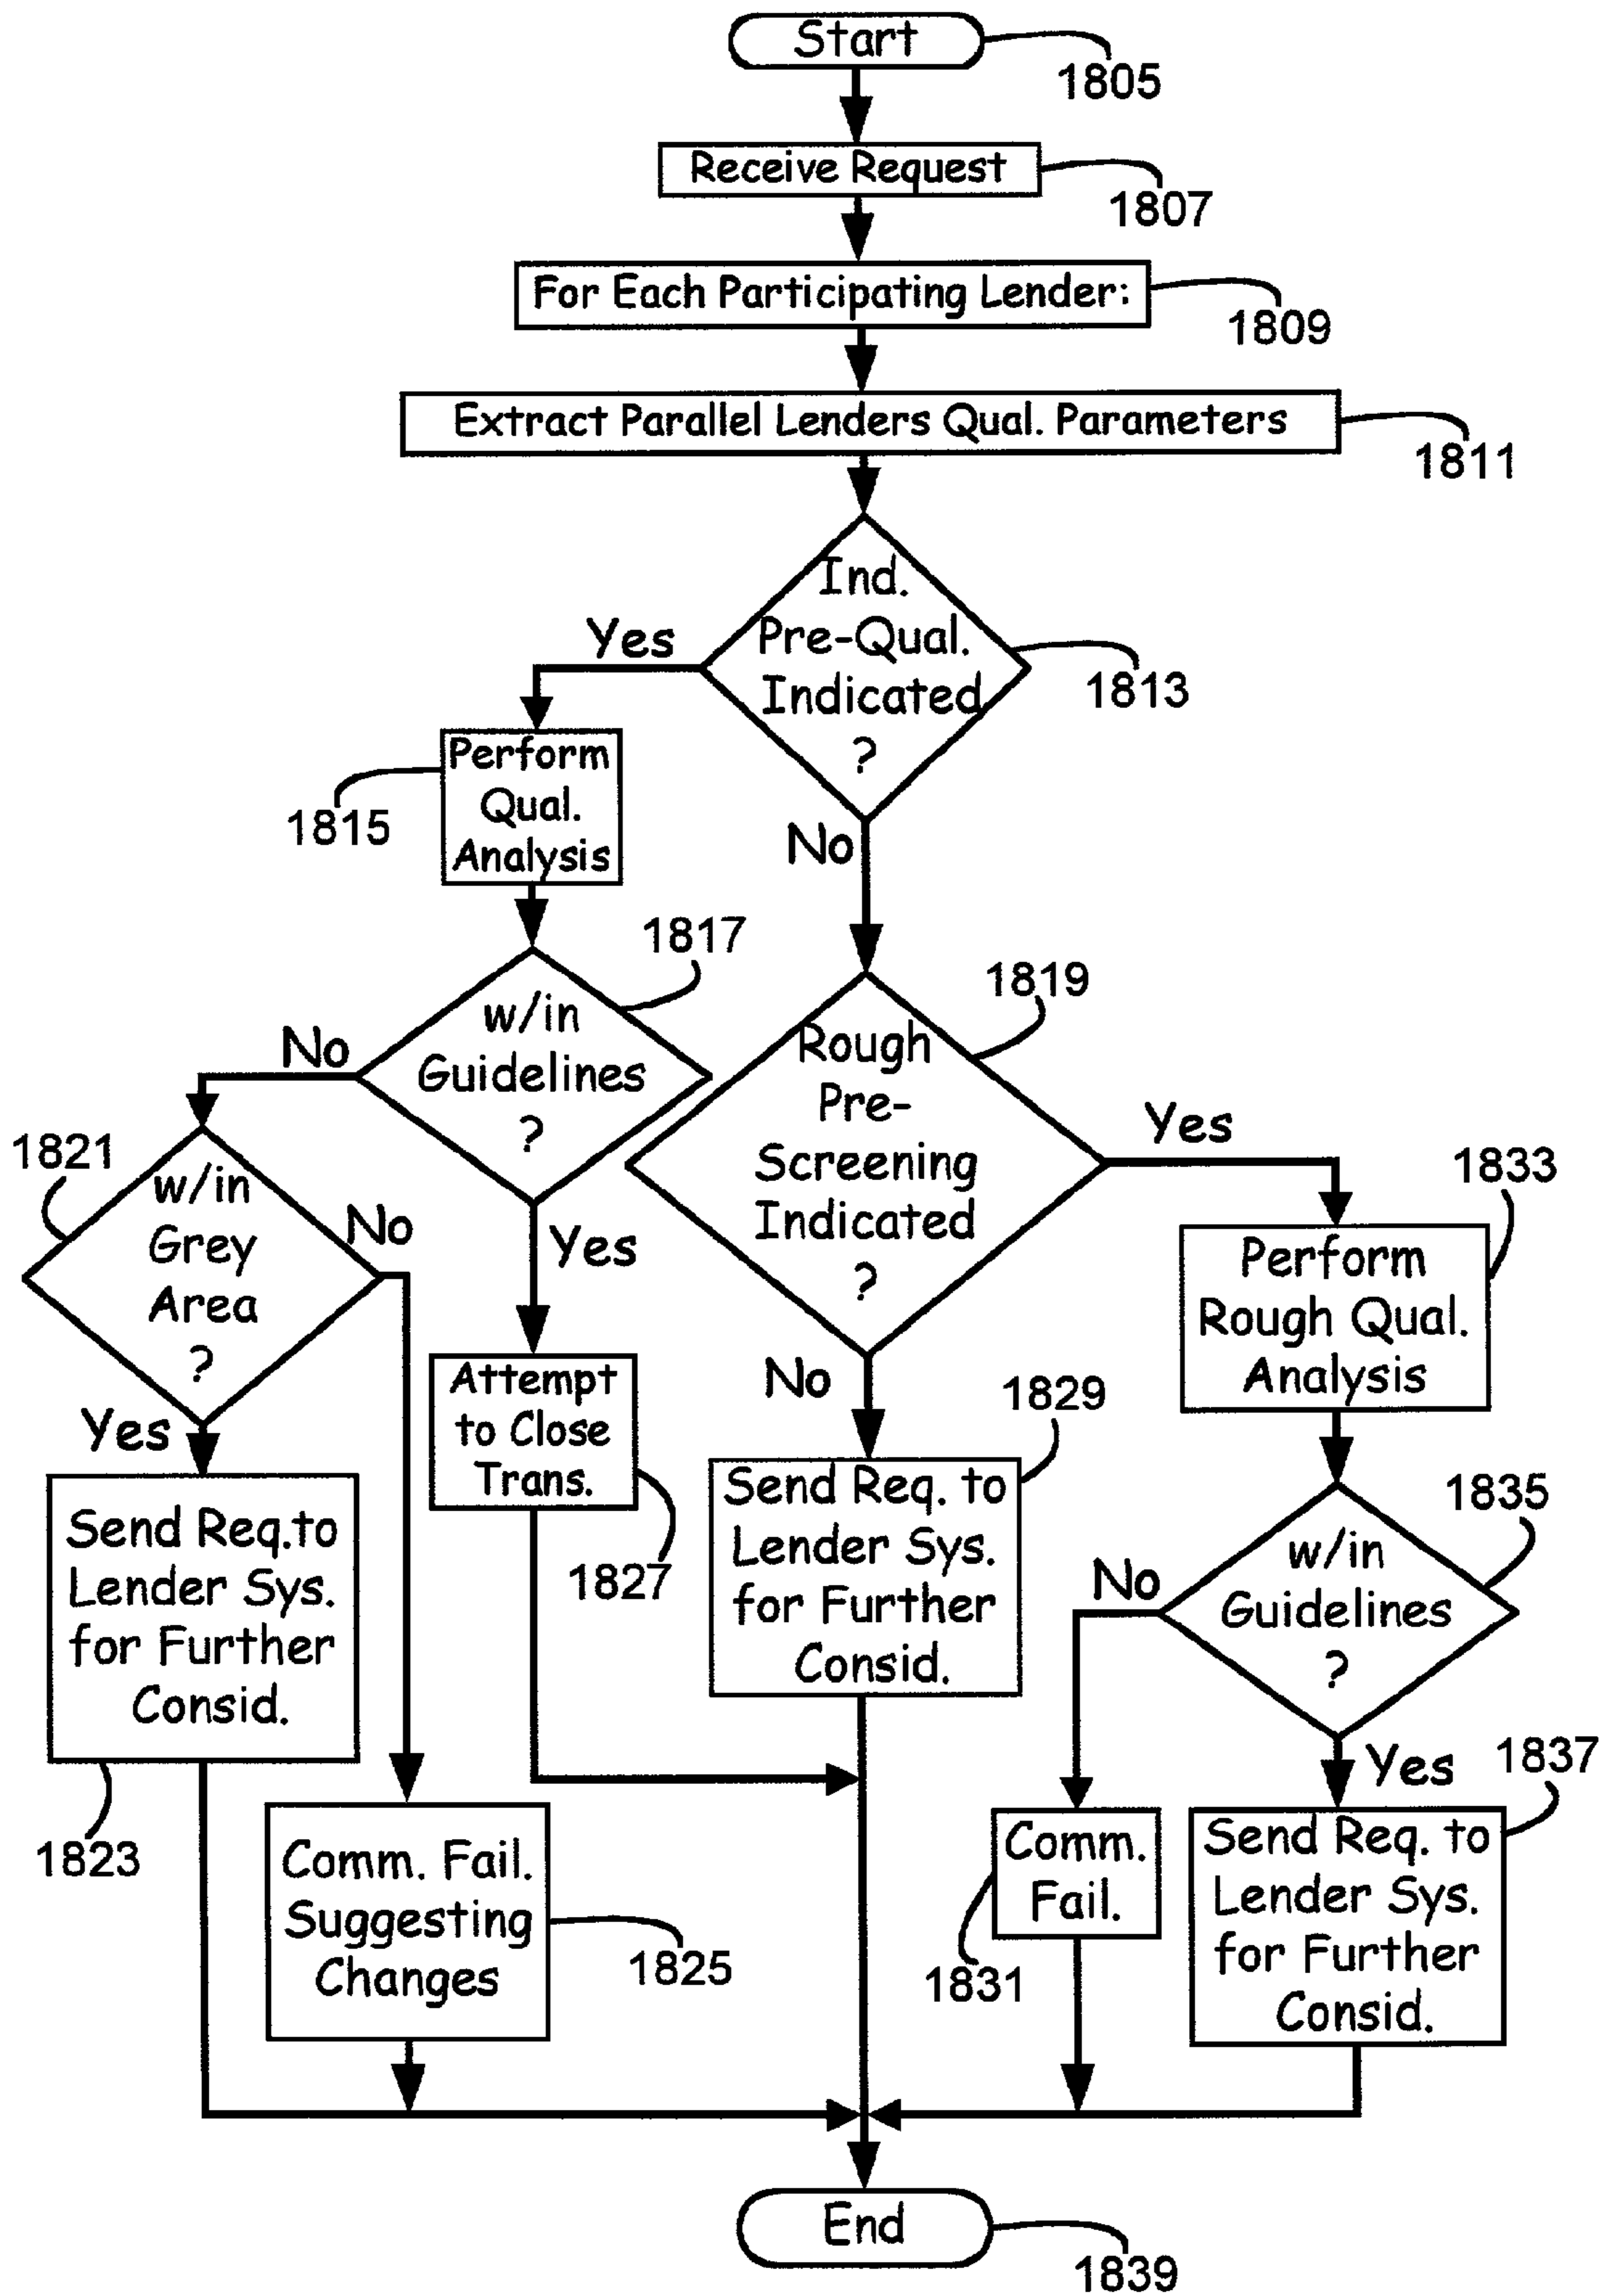 Start
1805
Receive Request
1807
For Each Participating Lender:
1809
Extract Parallel Lenders Qual. Parameters
1811
Ind.
Pre-Qual.
Indicated
?
1813
Yes
No
Perform
Qual.
Analysis
1815
w/in
Guidelines
?
1817
No
Yes
Rough
Pre-
Screening
Indicated
?
1819
Yes
No
w/in
Grey
Area
?
1821
No
Yes
Perform
Rough Qual.
Analysis
1833
Attempt
to Close
Trans.
1827
Send Req. to
Lender Sys.
for Further
Consid.
1829
Send Req.to
Lender Sys.
for Further
Consid.
1823
w/in
Guidelines
?
1835
No
Yes
Comm. Fail.
Suggesting
Changes
1825
Comm.
Fail.
1831
Send Req. to
Lender Sys.
for Further
Consid.
1837
End
1839